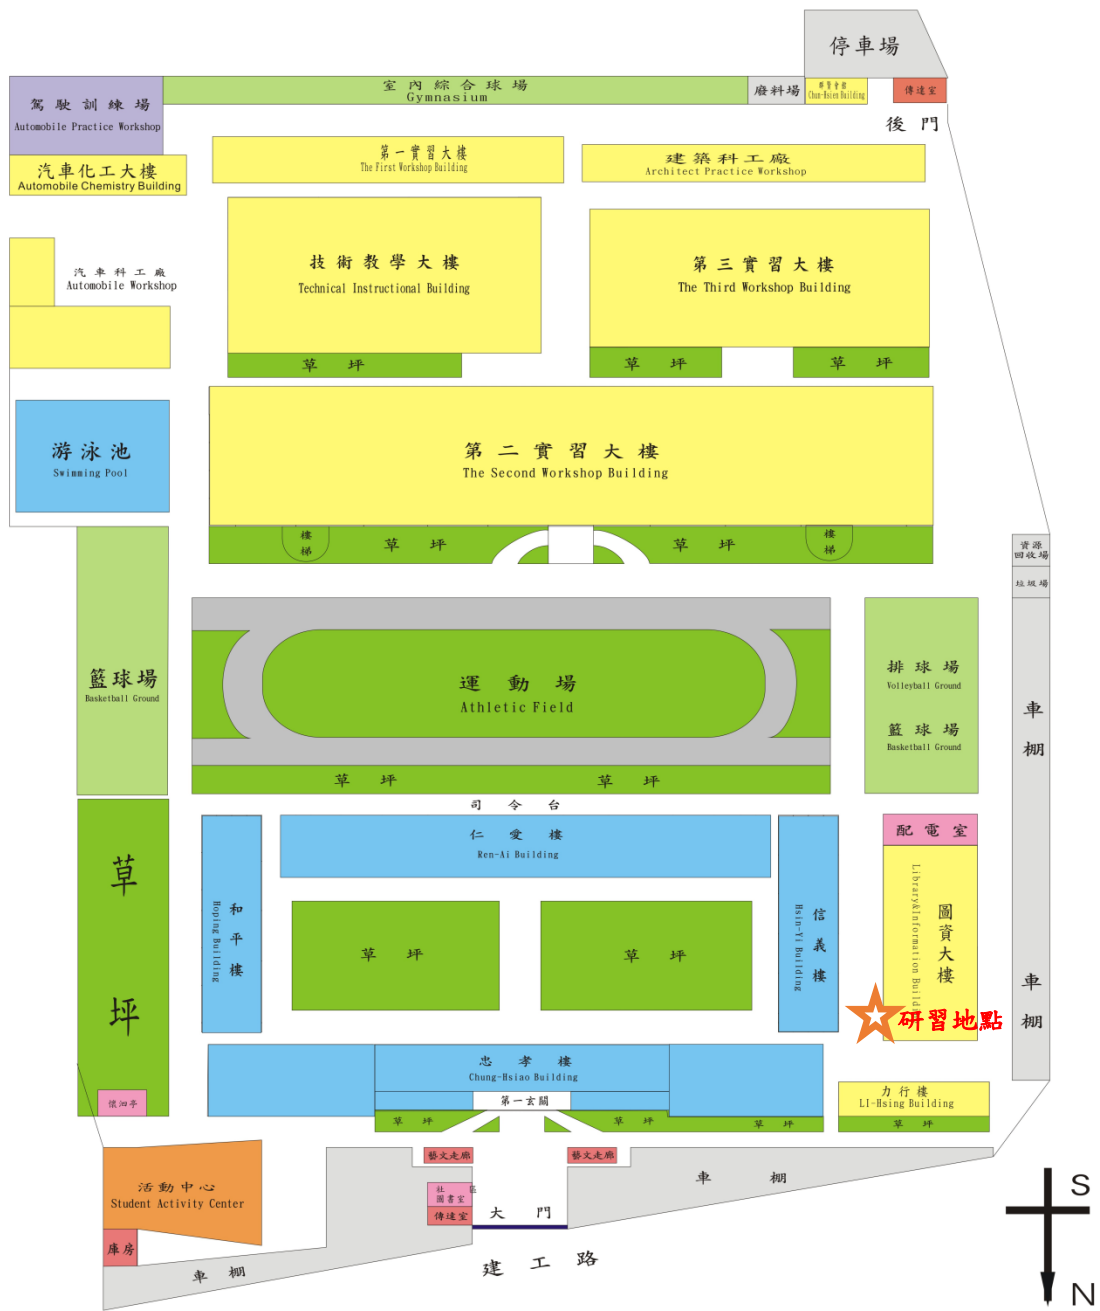 停車場
室內綜合球場
Gymnasium
廢料場
Chun-Hsien Building
傳達室
後門
駕駛訓練場
Automobile Practice Workshop
汽車化工大樓
Automobile Chemistry Building
第一實習大樓
The First Workshop Building
建築科工廠
Architect Practice Workshop
技術教學大樓
Technical Instructional Building
第三實習大樓
The Third Workshop Building
汽車科工廠
Automobile Workshop
草坪
草坪
草坪
游泳池
Swimming Pool
第二實習大樓
The Second Workshop Building
樓梯
草坪
草坪
樓梯
資源
回收場
垃圾場
籃球場
Basketball Ground
運動場
Athletic Field
排球場
Volleyball Ground
籃球場
Basketball Ground
車棚
草坪
草坪
司令台
草坪
和平樓
Hoping Building
仁愛樓
Ren-Ai Building
信義樓
Hsin-Yi Building
配電室
圖資大樓
Library&Information Build
草坪
草坪
車棚
研習地點
忠孝樓
Chung-Hsiao Building
第一玄關
力行樓
LI-Hsing Building
懷泗亭
草坪
草坪
草坪
草坪
藝文走廊
藝文走廊
活動中心
Student Activity Center
社區
圖書室
傳達室
大門
車棚
庫房
車棚
建工路
S
N